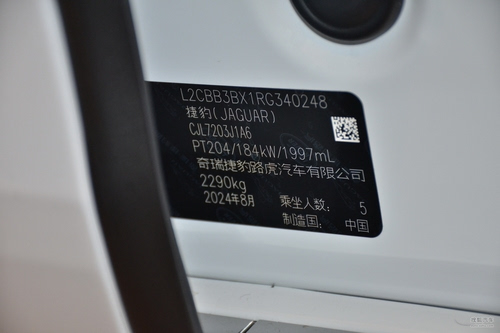 L2CBB3BX1RG340248
捷豹(JAGUAR)
CJL7203J1A6
PT204/184kW/1997mL
奇瑞捷豹路虎汽车有限公司
2290kg
2024年8月 乘坐人数： 5
制造国： 中国